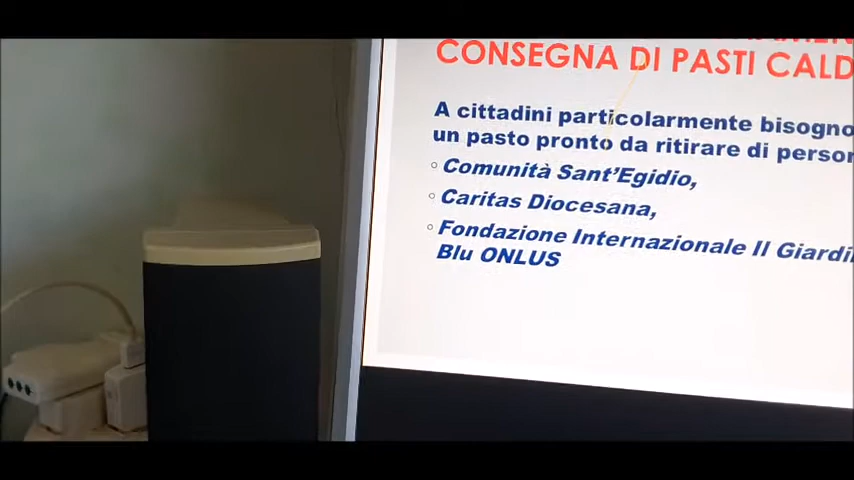 CONSEGNA DI PASTI CALD
A cittadini particolarmente bisogno
un pasto pronto da ritirare di person
Comunità Sant'Egidio,
Caritas Diocesana,
Fondazione Internazionale Il Giardin
Blu ONLUS